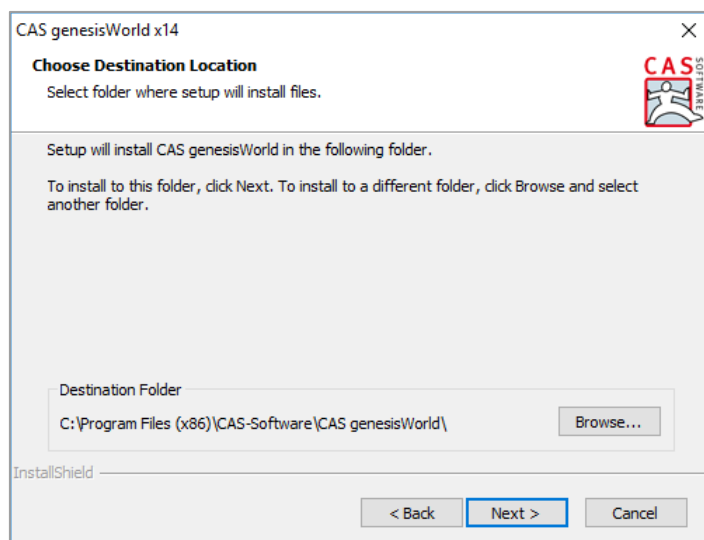 CAS genesisWorld x14
Choose Destination Location
Select folder where setup will install files.
CAS
SOFTWARE
Setup will install CAS genesisWorld in the following folder.
To install to this folder, click Next. To install to a different folder, click Browse and select
another folder.
Destination Folder
C:\Program Files (x86)\CAS-Software\CAS genesisWorld\
Browse...
InstallShield
< Back
Next >
Cancel